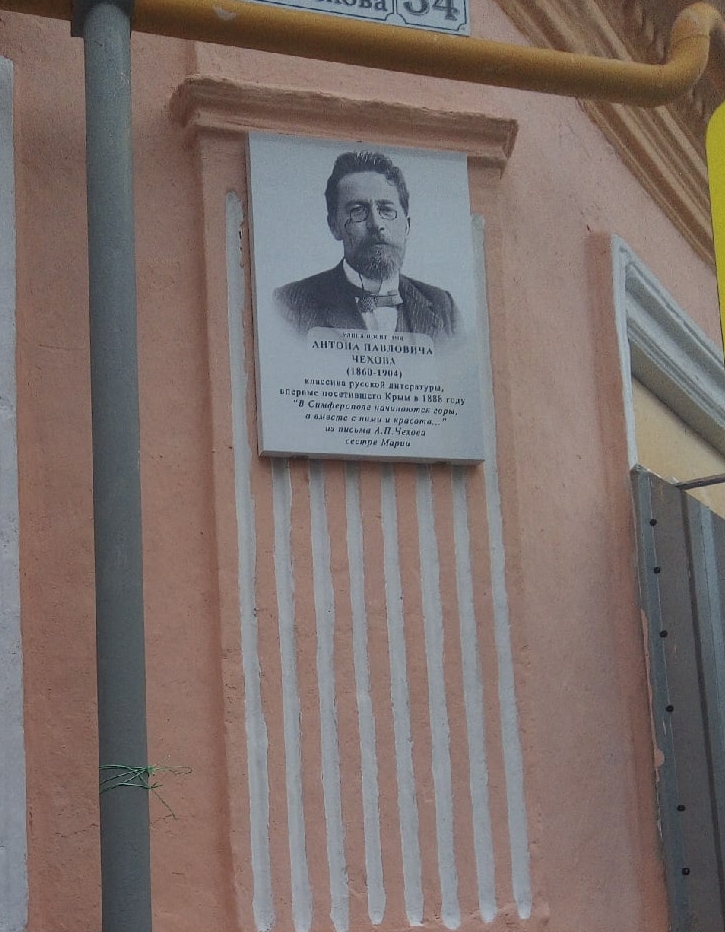 34
УЛИЦА
АНТОНА ПАВЛОВИЧА
ЧЕХОВА
(1860-1904)
классика русской литературы,
впервые посетившего Крым в 1888 году
"В Симферополе начинаются горы,
а вместе с ними и красота..."
из письма А.П.Чехова
сестре Марии